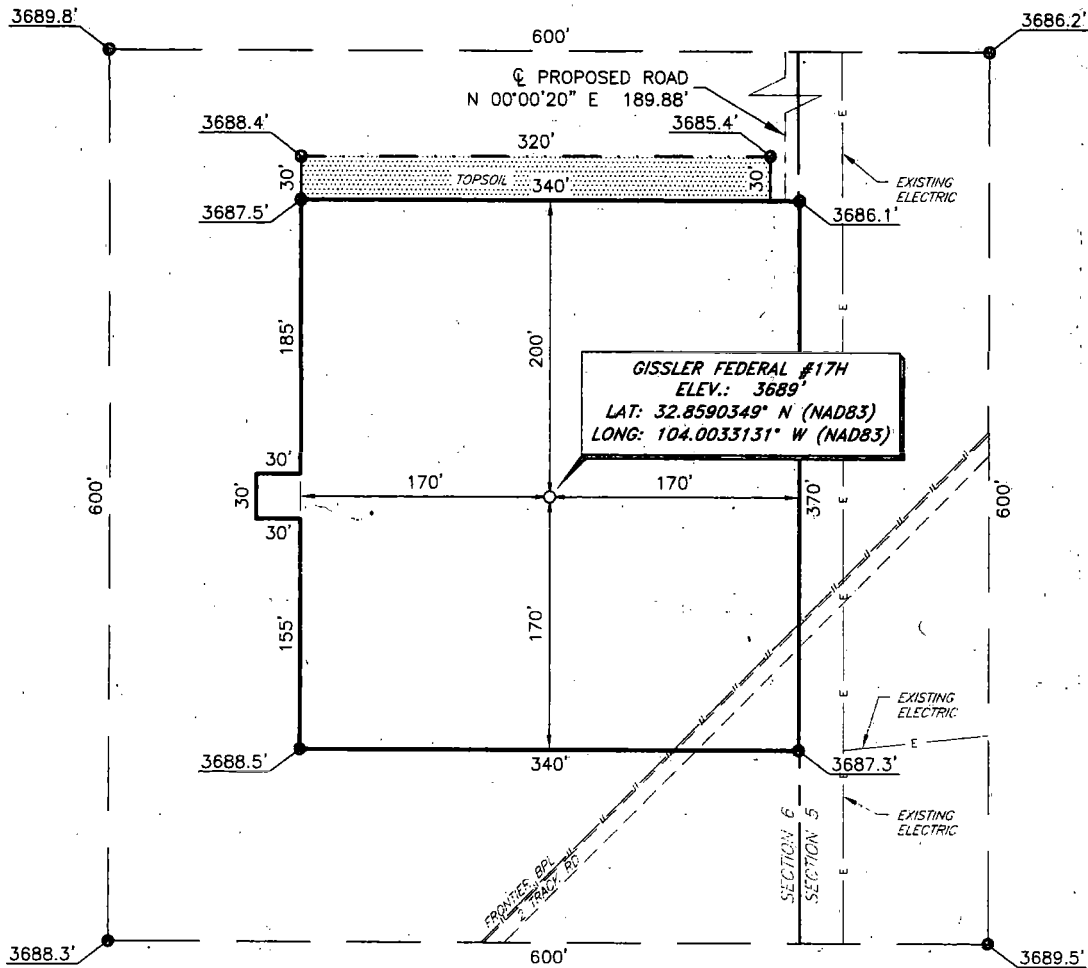 3689.8'
3686.2'
600'
℄ PROPOSED ROAD
N 00°00'20" E 189.88'
3688.4'
3685.4'
320'
30'
TOPSOIL
340'
30'
EXISTING
ELECTRIC
3687.5'
3686.1'
E
185'
200'
E
GISSLER FEDERAL #17H
ELEV.: 3689'
LAT: 32.8590349° N (NAD83)
LONG: 104.0033131° W (NAD83)
30'
600'
30'
170'
170'
370'
E
600'
30'
E
155'
170'
E
EXISTING
ELECTRIC
E
3688.5'
340'
3687.3'
E
EXISTING
ELECTRIC
SECTION 6
SECTION 5
E
FRONTIER BPL
2 TRACK RD
3688.3'
600'
3689.5'